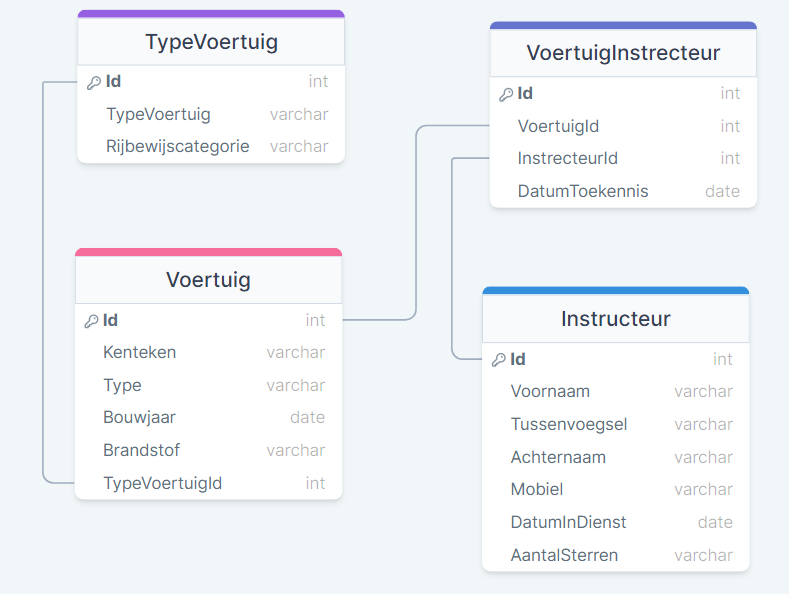 TypeVoertuig
Id int
TypeVoertuig varchar
Rijbewijscategorie varchar
VoertuigInstrecteur
Id int
VoertuigId int
InstrecteurId int
DatumToekennis date
Voertuig
Id int
Kenteken varchar
Type varchar
Bouwjaar date
Brandstof varchar
TypeVoertuigId int
Instructeur
Id int
Voornaam varchar
Tussenvoegsel varchar
Achternaam varchar
Mobiel varchar
DatumInDienst date
AantalSterren varchar